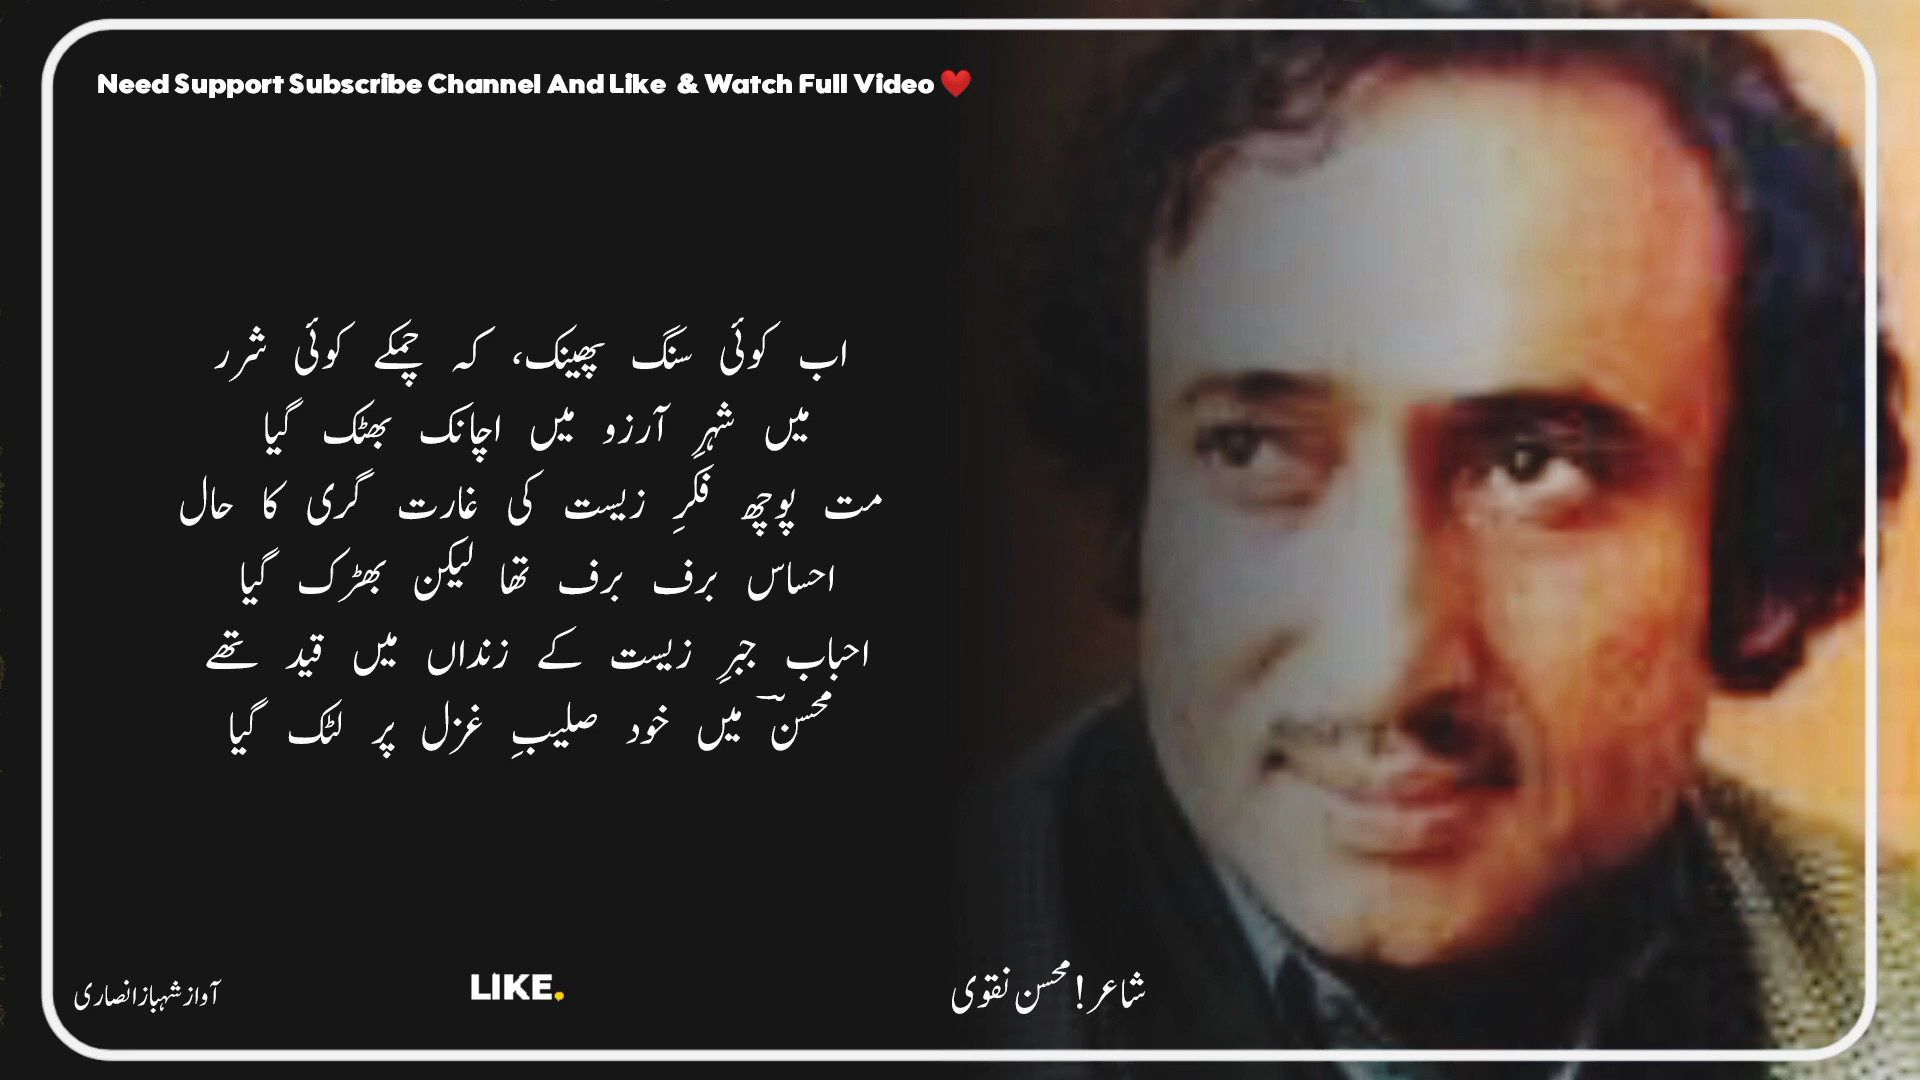 Need Support Subscribe Channel And Like & Watch Full Video ❤️
اب کوئی سنگ پھینک، کہ چمکے کوئی شرر
میں شہرِ آرزو میں اچانک بھٹک گیا
مت پوچھ فکرِ زیست کی غارت گری کا حال
احساس برف برف تھا لیکن بھڑک گیا
احباب جبرِ زیست کے زنداں میں قید تھے
محسنؔ میں خود صلیبِ غزل پر لٹک گیا
شاعر ! محسن نقوی
LIKE.
آواز شہباز انصاری